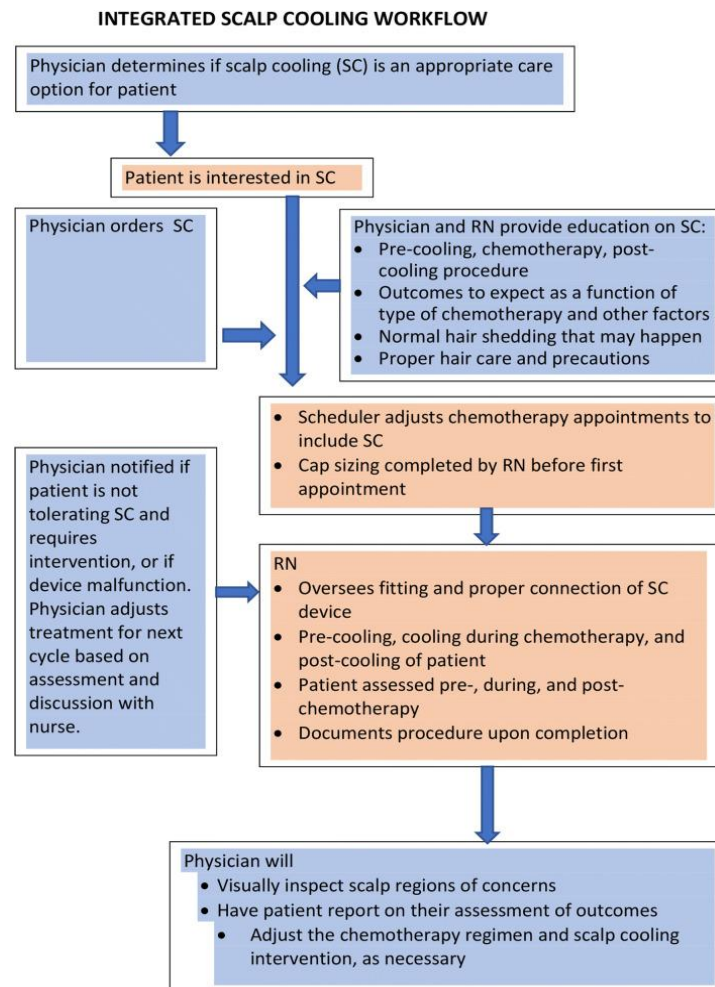 INTEGRATED SCALP COOLING WORKFLOW
Physician determines if scalp cooling (SC) is an appropriate care
option for patient
Patient is interested in SC
Physician orders SC
Physician and RN provide education on SC:
• Pre-cooling, chemotherapy, post-
cooling procedure
• Outcomes to expect as a function of
type of chemotherapy and other factors
• Normal hair shedding that may happen
• Proper hair care and precautions
• Scheduler adjusts chemotherapy appointments to
include SC
• Cap sizing completed by RN before first
appointment
Physician notified if
patient is not
tolerating SC and
requires
intervention, or if
device malfunction.
Physician adjusts
treatment for next
cycle based on
assessment and
discussion with
nurse.
RN
• Oversees fitting and proper connection of SC
device
• Pre-cooling, cooling during chemotherapy, and
post-cooling of patient
• Patient assessed pre-, during, and post-
chemotherapy
• Documents procedure upon completion
Physician will
• Visually inspect scalp regions of concerns
• Have patient report on their assessment of outcomes
• Adjust the chemotherapy regimen and scalp cooling
intervention, as necessary